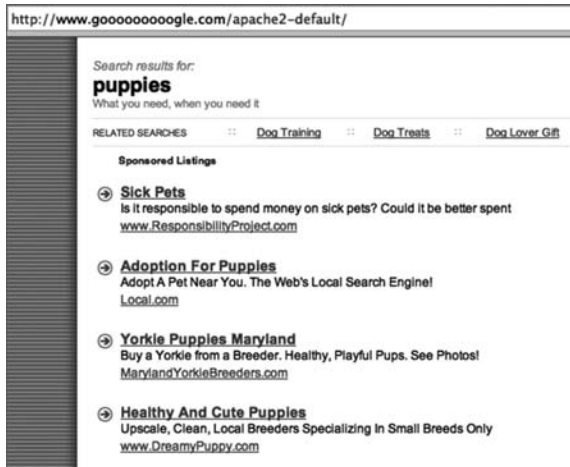 http://www.goooooooooogle.com/apache2-default/
Search results for:
puppies
What you need, when you need it
RELATED SEARCHES :: Dog Training :: Dog Treats :: Dog Lover Gift
Sponsored Listings
Sick Pets
Is it responsible to spend money on sick pets? Could it be better spent
www.ResponsibilityProject.com
Adoption For Puppies
Adopt A Pet Near You. The Web's Local Search Engine!
Local.com
Yorkie Puppies Maryland
Buy a Yorkie from a Breeder. Healthy, Playful Pups. See Photos!
MarylandYorkieBreeders.com
Healthy And Cute Puppies
Upscale, Clean, Local Breeders Specializing In Small Breeds Only
www.DreamyPuppy.com